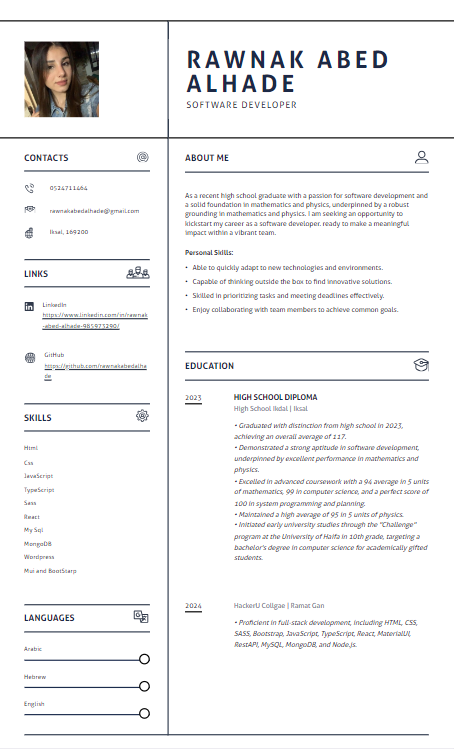 RAWNAK ABED
ALHADE
SOFTWARE DEVELOPER
CONTACTS
0524711464
rawnakabedalhade@gmail.com
Iksal, 169200
LINKS
LinkedIn
https://www.linkedin.com/in/rawnak
-abed-alhade-985975290/
GitHub
https://github.com/rawnakabedalha
de
SKILLS
Html
Css
JavaScript
TypeScript
Sass
React
My Sql
MongoDB
Wordpress
Mui and BootStarp
LANGUAGES
Arabic
Hebrew
English
ABOUT ME
As a recent high school graduate with a passion for software development and
a solid foundation in mathematics and physics, underpinned by a robust
grounding in mathematics and physics. I am seeking an opportunity to
kickstart my career as a software developer. ready to make a meaningful
impact within a vibrant team.
Personal Skills:
• Able to quickly adapt to new technologies and environments.
• Capable of thinking outside the box to find innovative solutions.
• Skilled in prioritizing tasks and meeting deadlines effectively.
• Enjoy collaborating with team members to achieve common goals.
EDUCATION
2023
HIGH SCHOOL DIPLOMA
High School Ikdal | Iksal
• Graduated with distinction from high school in 2023,
achieving an overall average of 117.
• Demonstrated a strong aptitude in software development,
underpinned by excellent performance in mathematics and
physics.
• Excelled in advanced coursework with a 94 average in 5 units
of mathematics, 99 in computer science, and a perfect score of
100 in system programming and planning.
• Maintained a high average of 95 in 5 units of physics.
• Initiated early university studies through the "Challenge"
program at the University of Haifa in 10th grade, targeting a
bachelor's degree in computer science for academically gifted
students.
2024
HackerU Collgae | Ramat Gan
• Proficient in full-stack development, including HTML, CSS,
SASS, Bootstrap, JavaScript, TypeScript, React, MaterialUI,
RestAPI, MySQL, MongoDB, and Node.js.